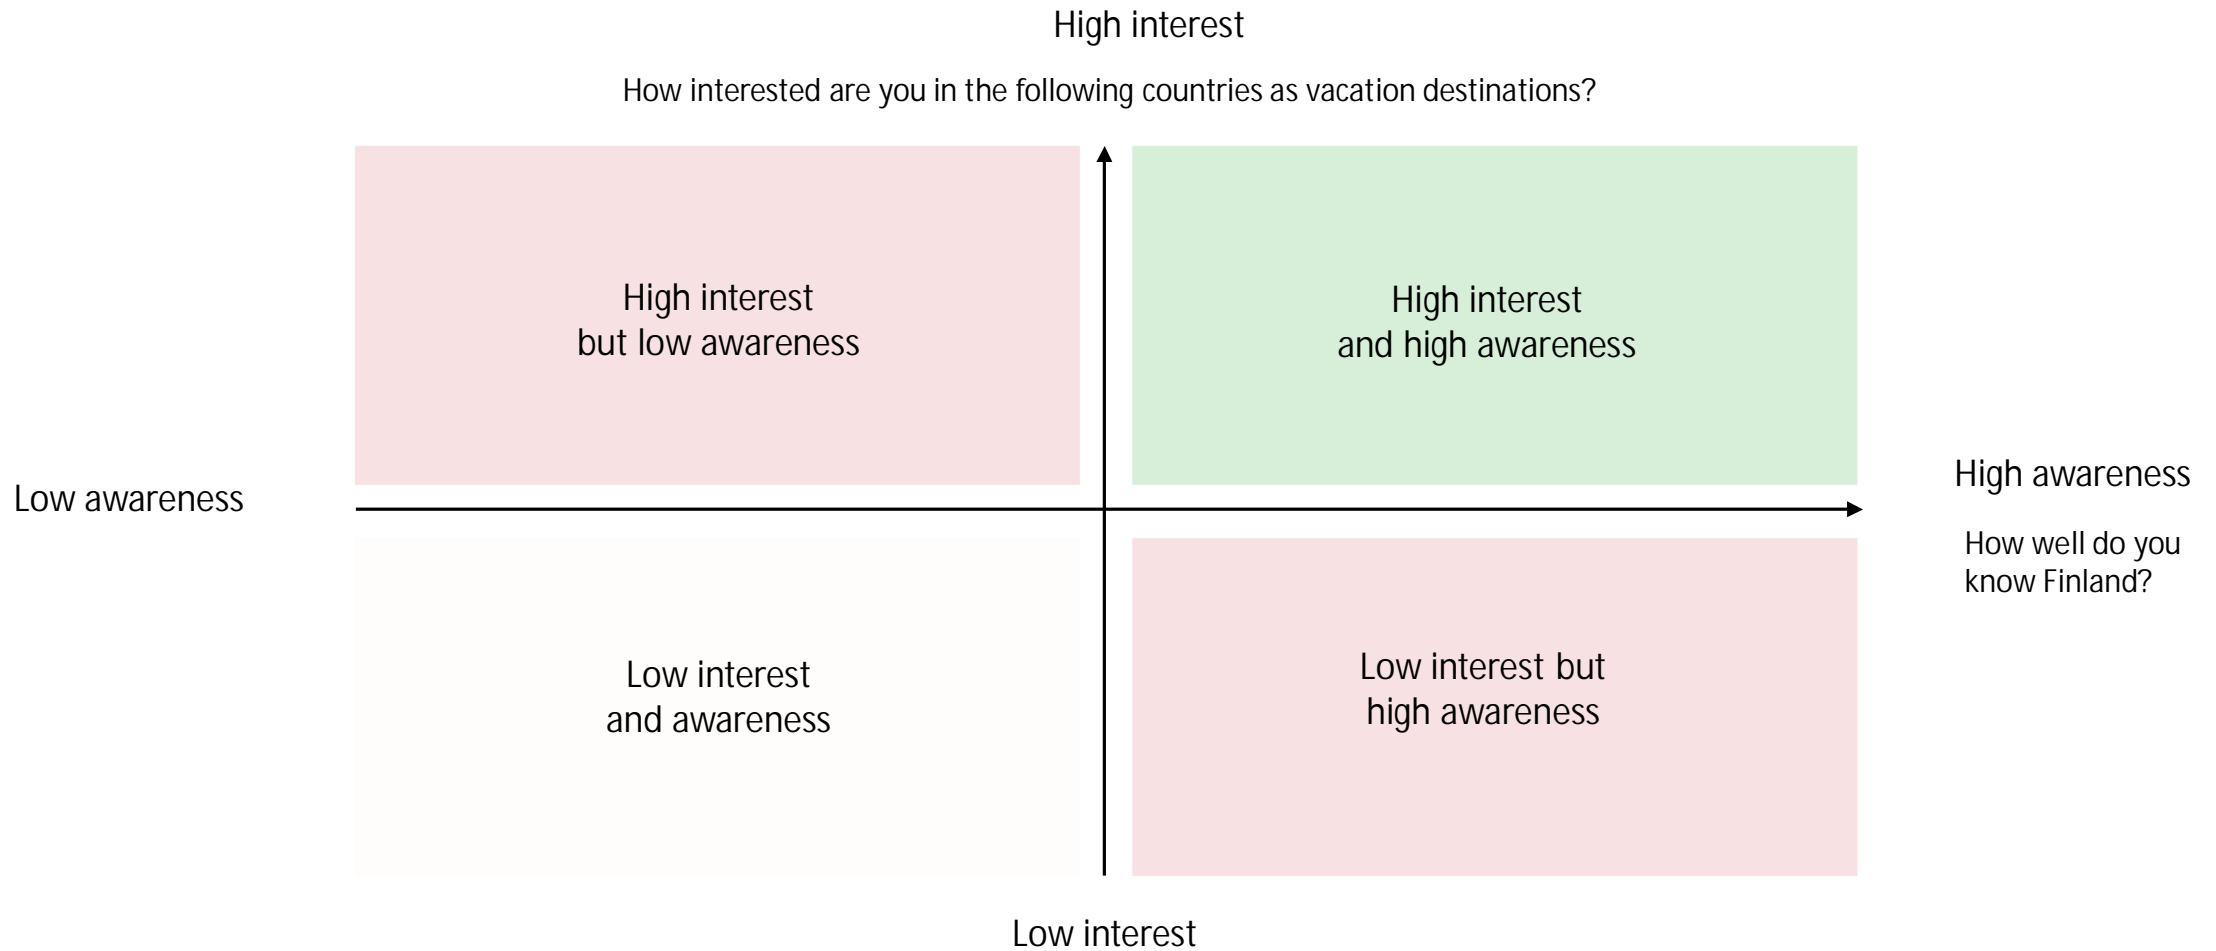 High interest
How interested are you in the following countries as vacation destinations?
High interest
but low awareness
High interest
and high awareness
Low awareness
High awareness
How well do you
know Finland?
Low interest
and awareness
Low interest but
high awareness
Low interest